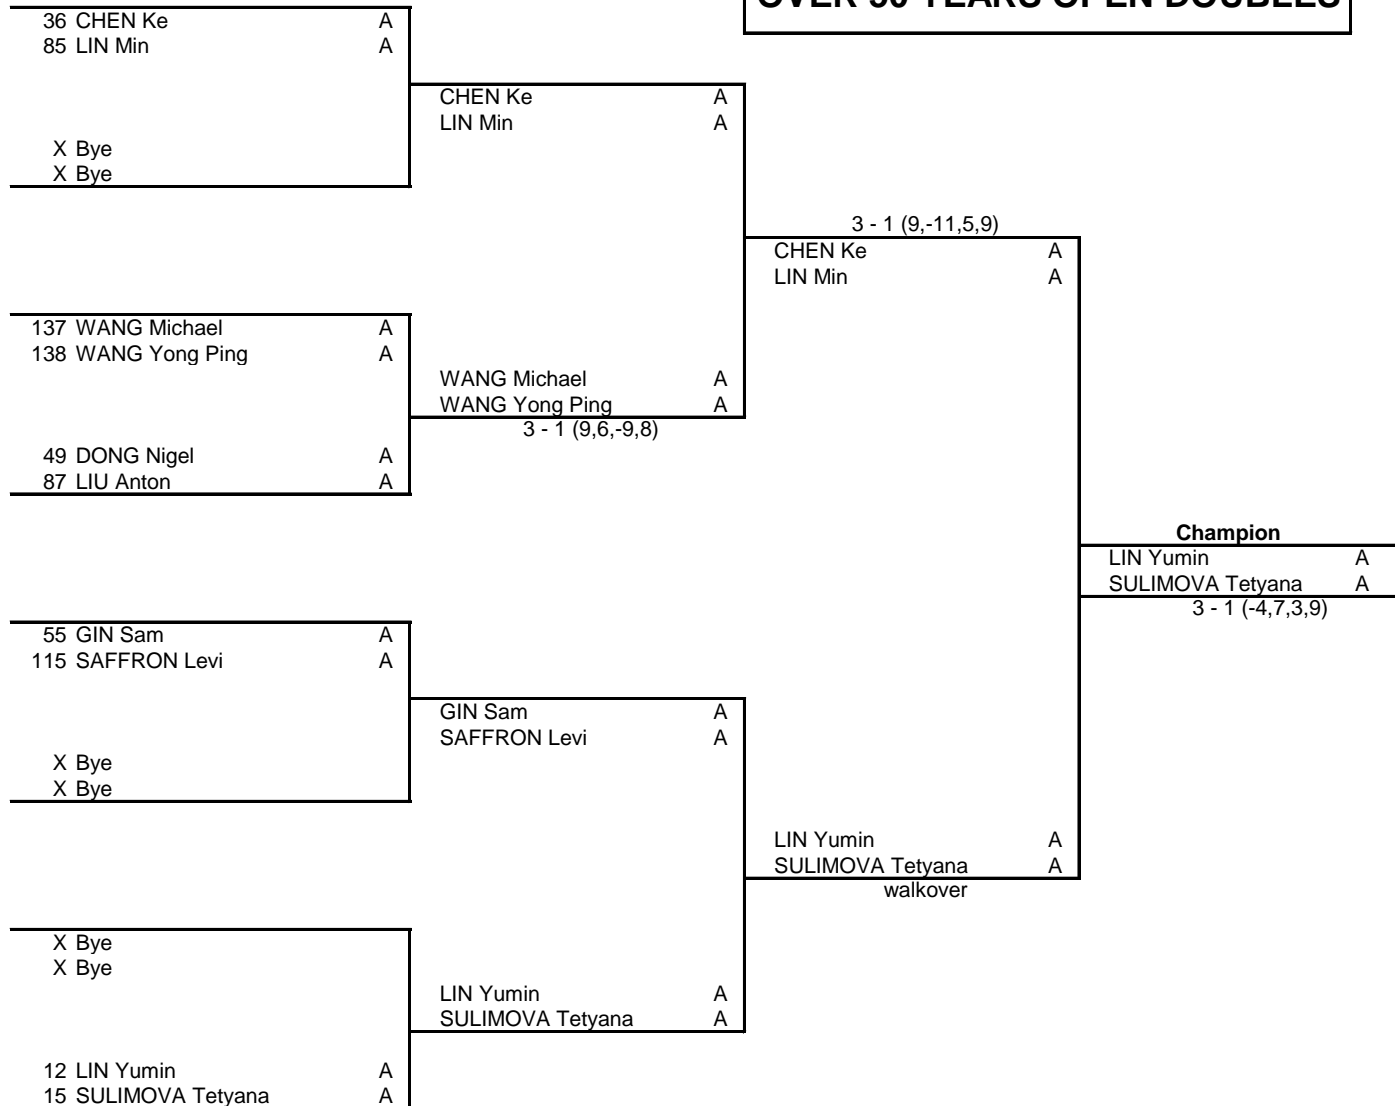 OVER YEARS OPEN DOUBLES
36 CHEN Ke A
85 LIN Min A
CHEN Ke A
LIN Min A
X Bye
X Bye
3 - 1 (9,-11,5,9)
CHEN Ke A
LIN Min A
137 WANG Michael A
138 WANG Yong Ping A
WANG Michael A
WANG Yong Ping A
3 - 1 (9,6,-9,8)
49 DONG Nigel A
87 LIU Anton A
Champion
LIN Yumin A
SULIMOVA Tetyana A
3 - 1 (-4,7,3,9)
55 GIN Sam A
115 SAFFRON Levi A
GIN Sam A
SAFFRON Levi A
X Bye
X Bye
LIN Yumin A
SULIMOVA Tetyana A
walkover
X Bye
X Bye
LIN Yumin A
SULIMOVA Tetyana A
12 LIN Yumin A
15 SULIMOVA Tetyana A